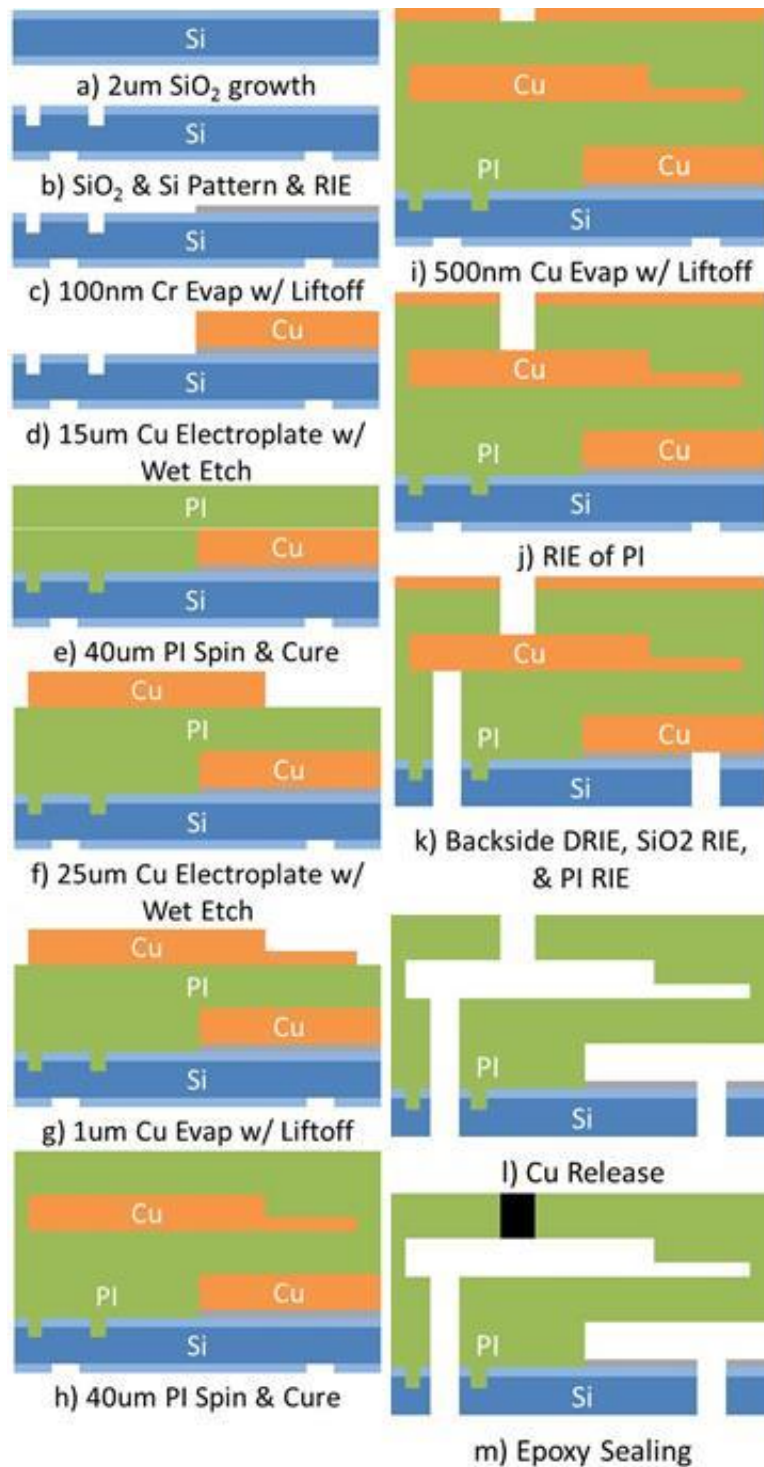 Si
a) 2um SiO₂ growth
Si
b) SiO₂ & Si Pattern & RIE
Si
c) 100nm Cr Evap w/ Liftoff
Cu
Si
d) 15um Cu Electroplate w/
Wet Etch
PI
Cu
Si
e) 40um PI Spin & Cure
Cu
PI
Cu
Si
f) 25um Cu Electroplate w/
Wet Etch
Cu
PI
Cu
Si
g) 1um Cu Evap w/ Liftoff
Cu
PI
Cu
Si
h) 40um PI Spin & Cure
Cu
PI
Cu
Si
i) 500nm Cu Evap w/ Liftoff
Cu
PI
Cu
Si
j) RIE of PI
Cu
PI
Cu
Si
k) Backside DRIE, SiO2 RIE,
& PI RIE
PI
Si
l) Cu Release
PI
Si
m) Epoxy Sealing